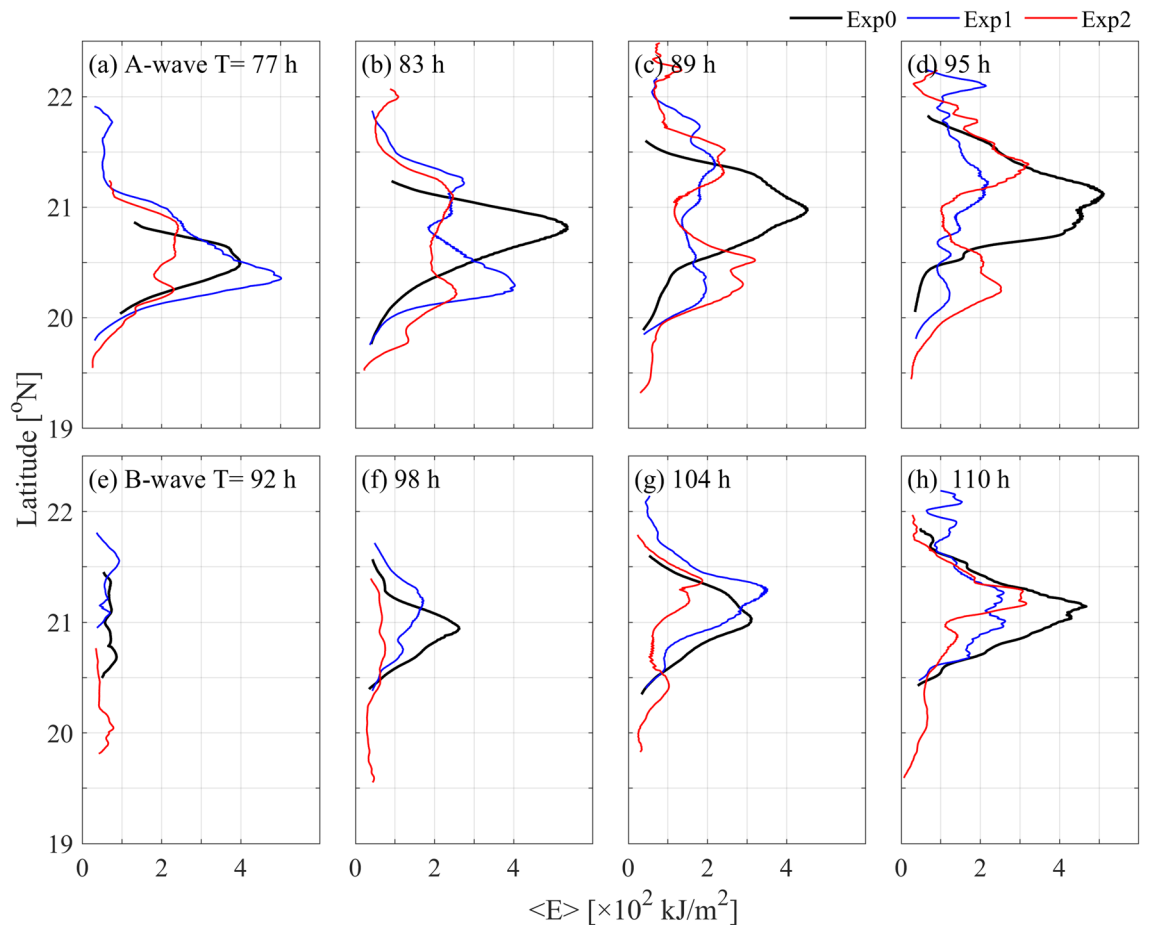 Exp0 Exp1 Exp2
(a) A-wave T= 77 h
(b) 83 h
(c) 89 h
(d) 95 h
22
21
20
19
(e) B-wave T= 92 h
(f) 98 h
(g) 104 h
(h) 110 h
22
21
20
19
Latitude [°N]
0 2 4
0 2 4
0 2 4
0 2 4 6
<E> [×10² kJ/m²]